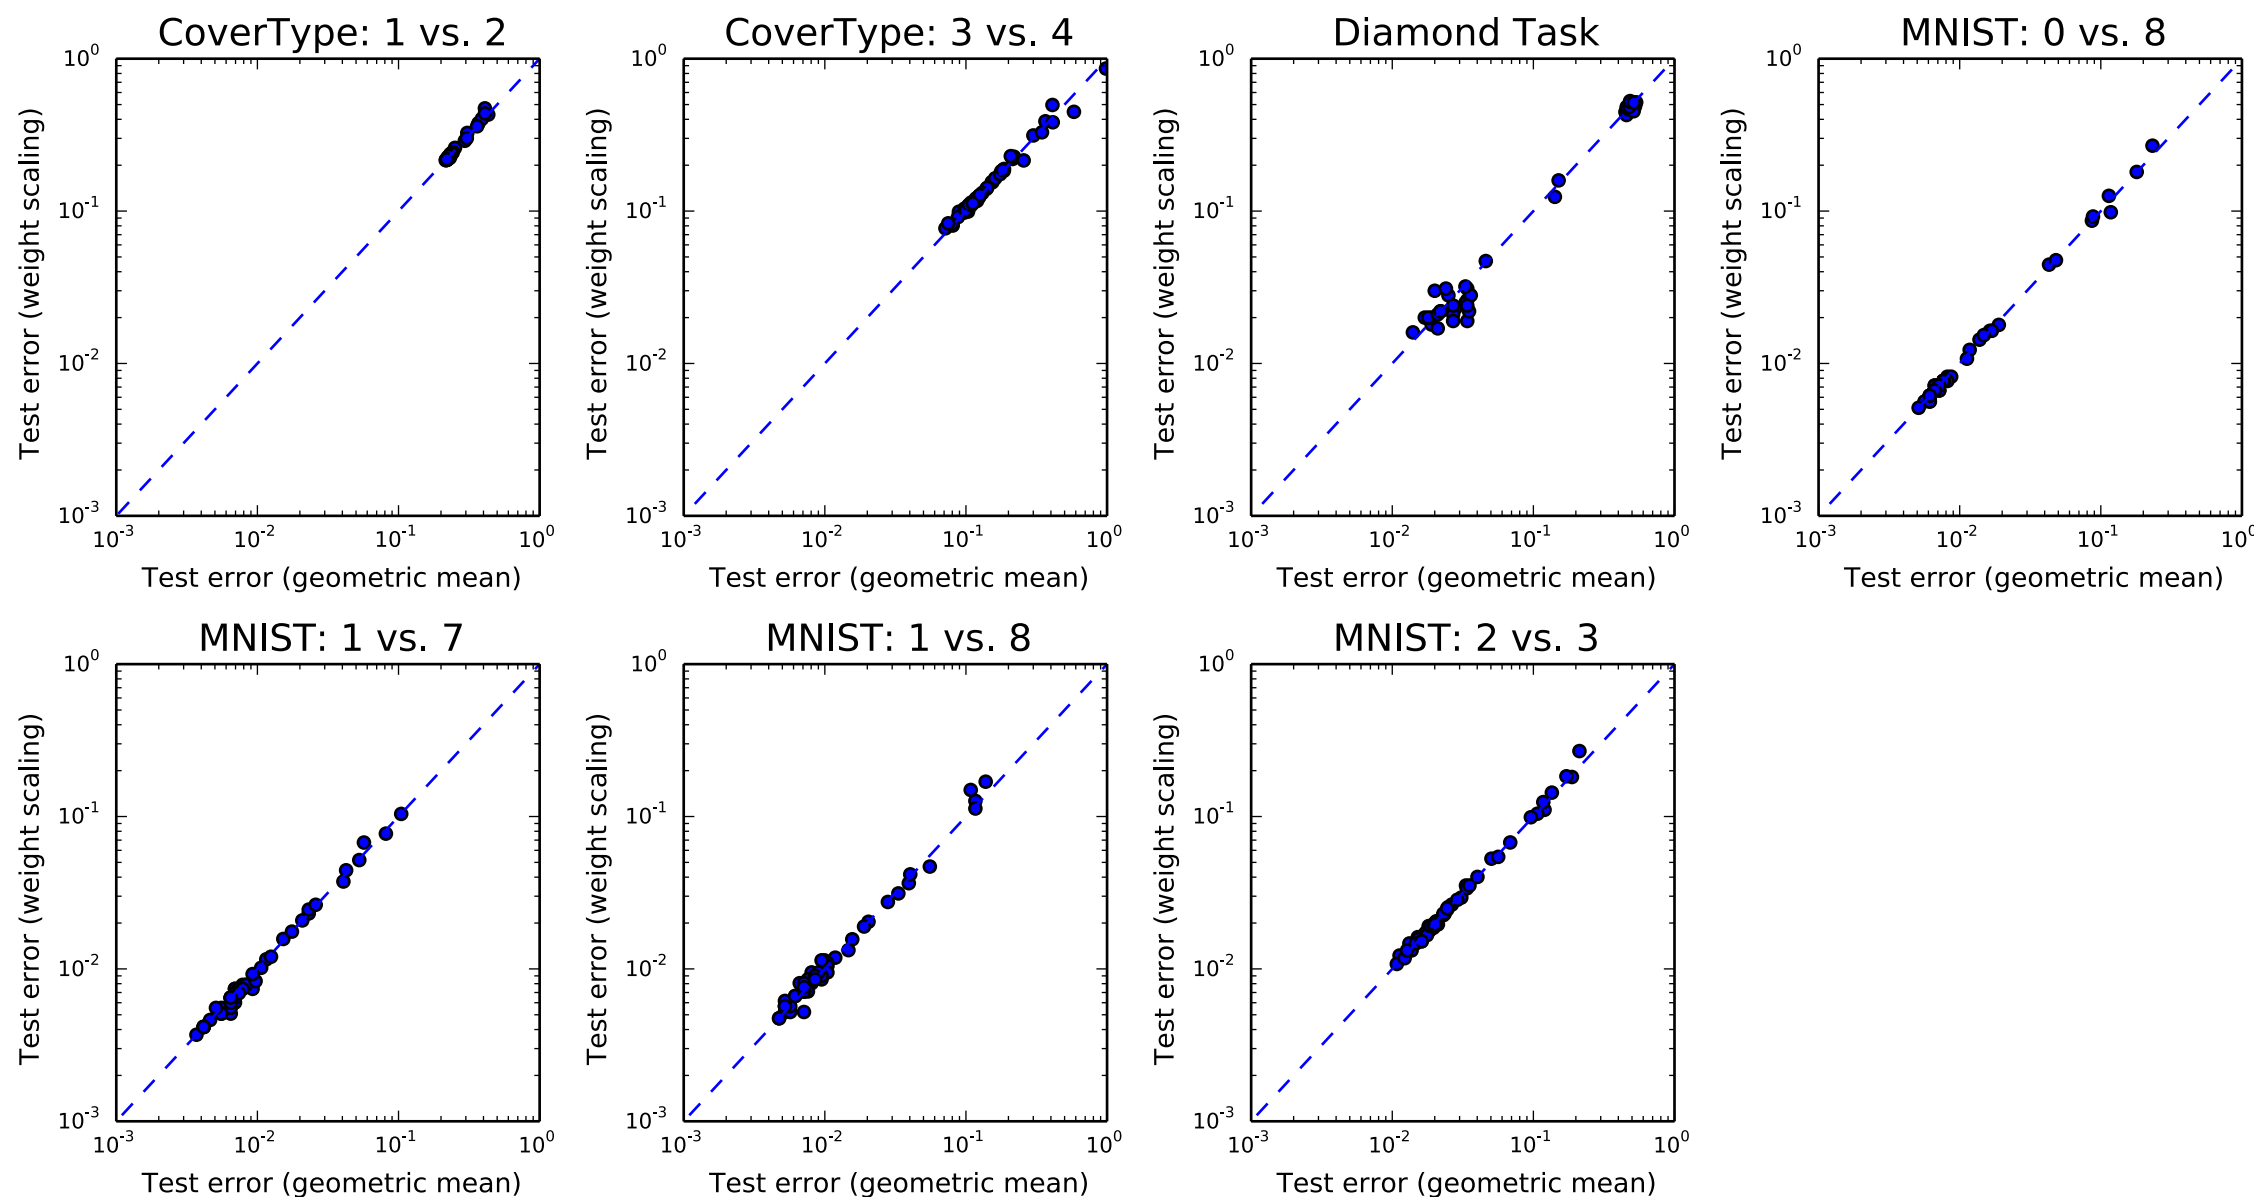 CoverType: 1 vs. 2
10⁰
10⁻¹
10⁻²
10⁻³
Test error (weight scaling)
10⁻³ 10⁻² 10⁻¹ 10⁰
Test error (geometric mean)
CoverType: 3 vs. 4
10⁰
10⁻¹
10⁻²
10⁻³
Test error (weight scaling)
10⁻³ 10⁻² 10⁻¹ 10⁰
Test error (geometric mean)
Diamond Task
10⁰
10⁻¹
10⁻²
10⁻³
Test error (weight scaling)
10⁻³ 10⁻² 10⁻¹ 10⁰
Test error (geometric mean)
MNIST: 0 vs. 8
10⁰
10⁻¹
10⁻²
10⁻³
Test error (weight scaling)
10⁻³ 10⁻² 10⁻¹ 10⁰
Test error (geometric mean)
MNIST: 1 vs. 7
10⁰
10⁻¹
10⁻²
10⁻³
Test error (weight scaling)
10⁻³ 10⁻² 10⁻¹ 10⁰
Test error (geometric mean)
MNIST: 1 vs. 8
10⁰
10⁻¹
10⁻²
10⁻³
Test error (weight scaling)
10⁻³ 10⁻² 10⁻¹ 10⁰
Test error (geometric mean)
MNIST: 2 vs. 3
10⁰
10⁻¹
10⁻²
10⁻³
Test error (weight scaling)
10⁻³ 10⁻² 10⁻¹ 10⁰
Test error (geometric mean)